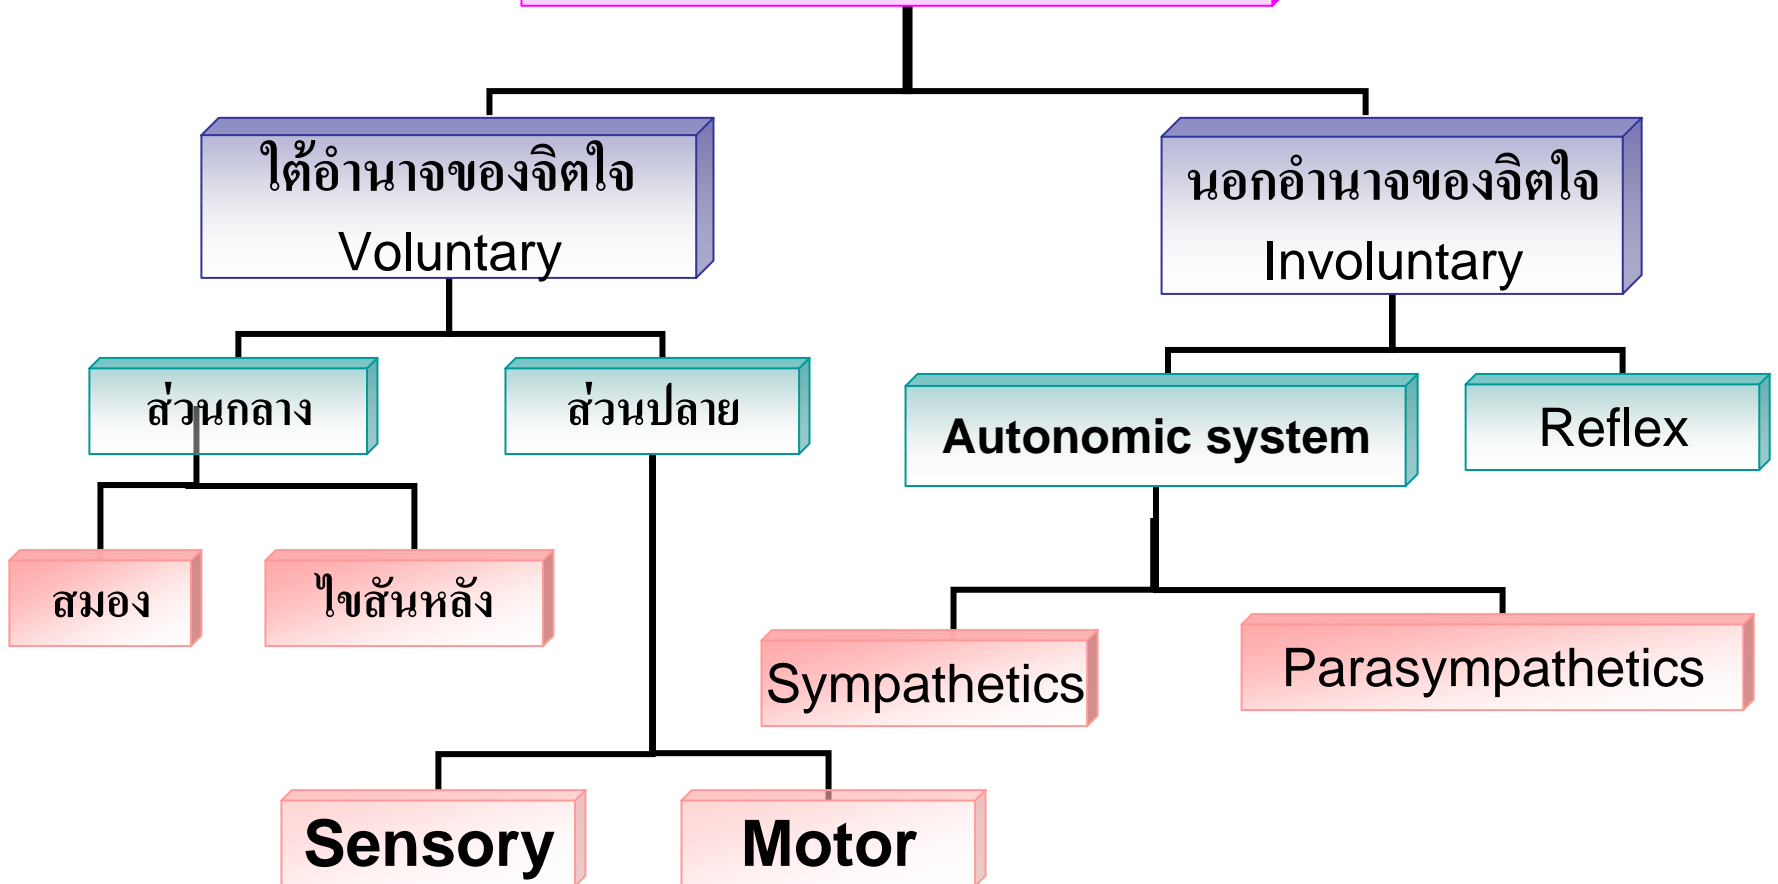 ใต้อำนาจของจิตใจ
Voluntary
นอกอำนาจของจิตใจ
Involuntary
ส่วนกลาง
ส่วนปลาย
Autonomic system
Reflex
สมอง
ไขสันหลัง
Sympathetics
Parasympathetics
Sensory
Motor